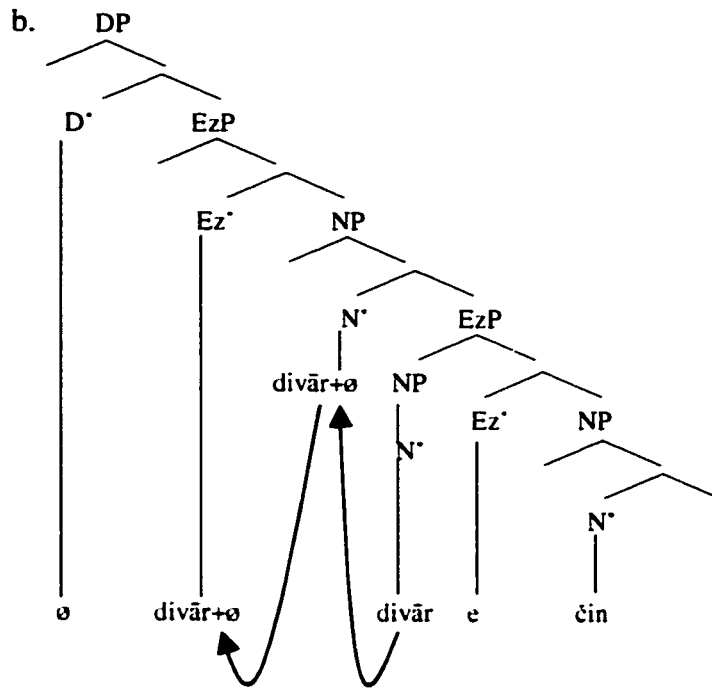 b. DP
D˙ EzP
Ez˙ NP
N˙ EzP
divār+ø NP
Ez˙ NP
N˙
N˙
ø divār+ø divār e čin